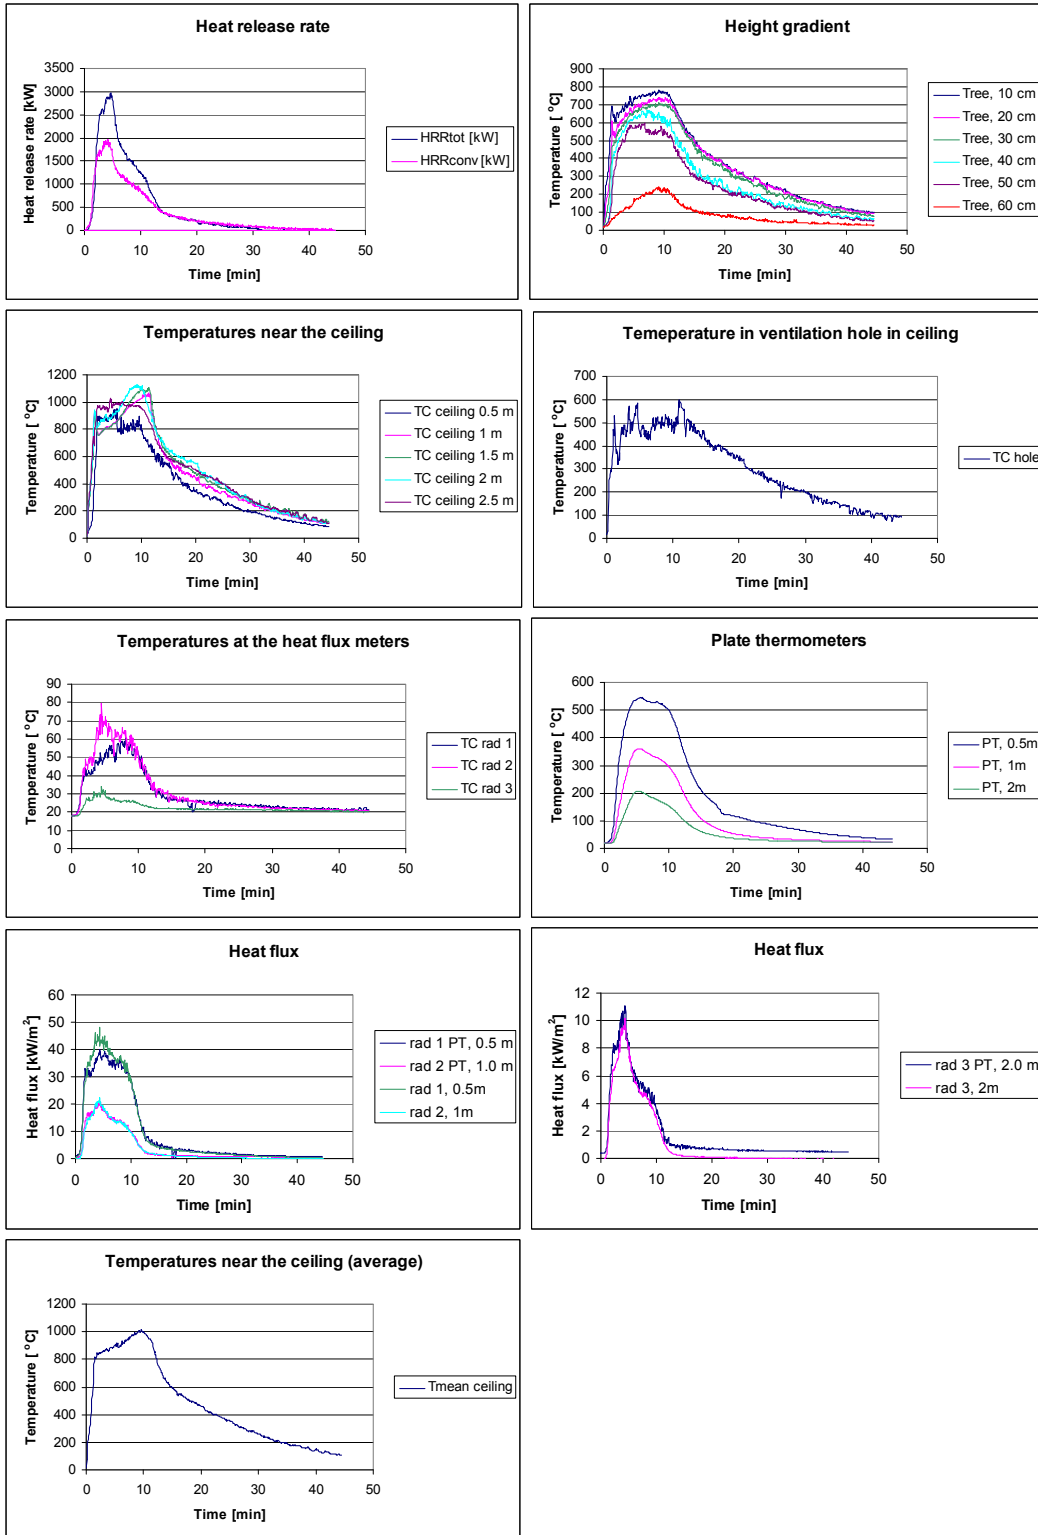 Heat release rate
3500
3000
2500
2000
1500
1000
500
0
0 10 20 30 40 50
Heat release rate [kW]
Time [min]
HRRtot [kW]
HRRconv [kW]
Height gradient
900
800
700
600
500
400
300
200
100
0
0 10 20 30 40 50
Temperature [ °C]
Time [min]
Tree, 10 cm
Tree, 20 cm
Tree, 30 cm
Tree, 40 cm
Tree, 50 cm
Tree, 60 cm
Temperatures near the ceiling
1200
1000
800
600
400
200
0
0 10 20 30 40 50
Temperature [ °C]
Time [min]
TC ceiling 0.5 m
TC ceiling 1 m
TC ceiling 1.5 m
TC ceiling 2 m
TC ceiling 2.5 m
Temeperature in ventilation hole in ceiling
700
600
500
400
300
200
100
0
0 10 20 30 40 50
Temperature [ °C]
Time [min]
TC hole
Temperatures at the heat flux meters
90
80
70
60
50
40
30
20
10
0
0 10 20 30 40 50
Temperature [ °C]
Time [min]
TC rad 1
TC rad 2
TC rad 3
Plate thermometers
600
500
400
300
200
100
0
0 10 20 30 40 50
Temperature [ °C]
Time [min]
PT, 0.5m
PT, 1m
PT, 2m
Heat flux
60
50
40
30
20
10
0
0 10 20 30 40 50
Heat flux [kW/m²]
Time [min]
rad 1 PT, 0.5 m
rad 2 PT, 1.0 m
rad 1, 0.5m
rad 2, 1m
Heat flux
12
10
8
6
4
2
0
0 10 20 30 40 50
Heat flux [kW/m²]
Time [min]
rad 3 PT, 2.0 m
rad 3, 2m
Temperatures near the ceiling (average)
1200
1000
800
600
400
200
0
0 10 20 30 40 50
Temperature [ °C]
Time [min]
Tmean ceiling